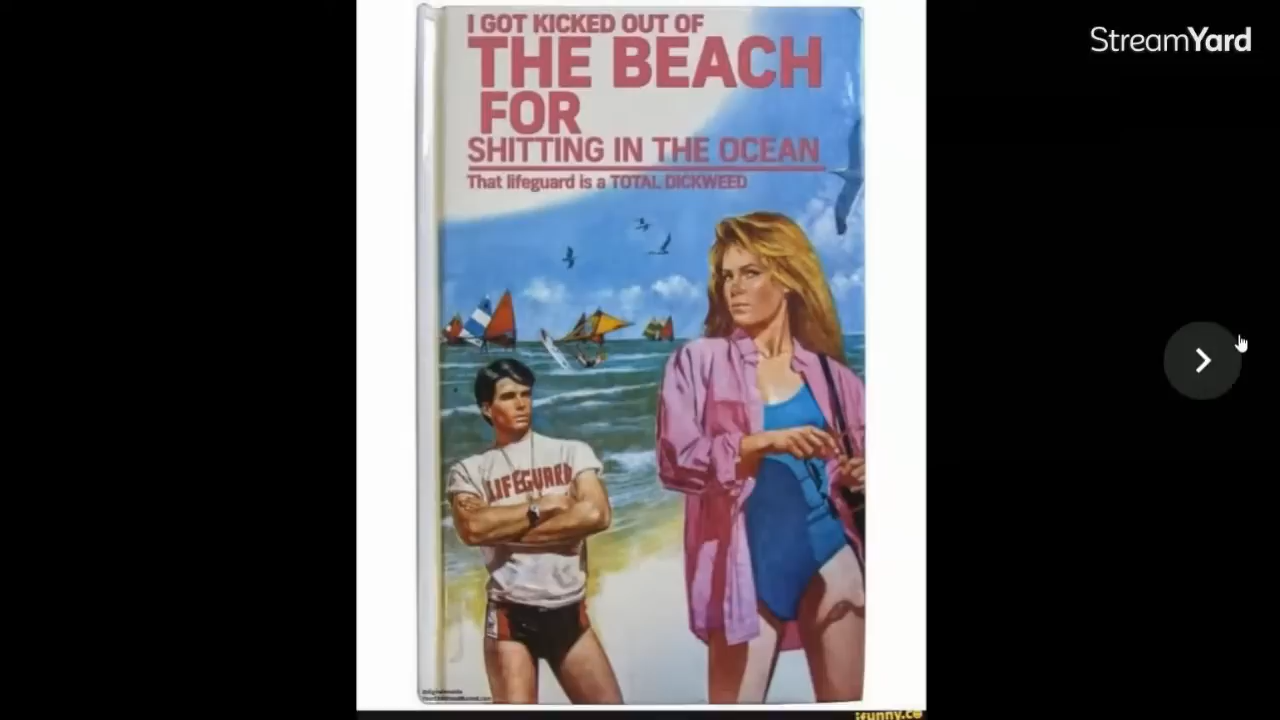 I GOT KICKED OUT OF
THE BEACH
FOR
SHITTING IN THE OCEAN
That lifeguard is a TOTAL DICKWEED
StreamYard
LIFEGUARD
ifunny.co